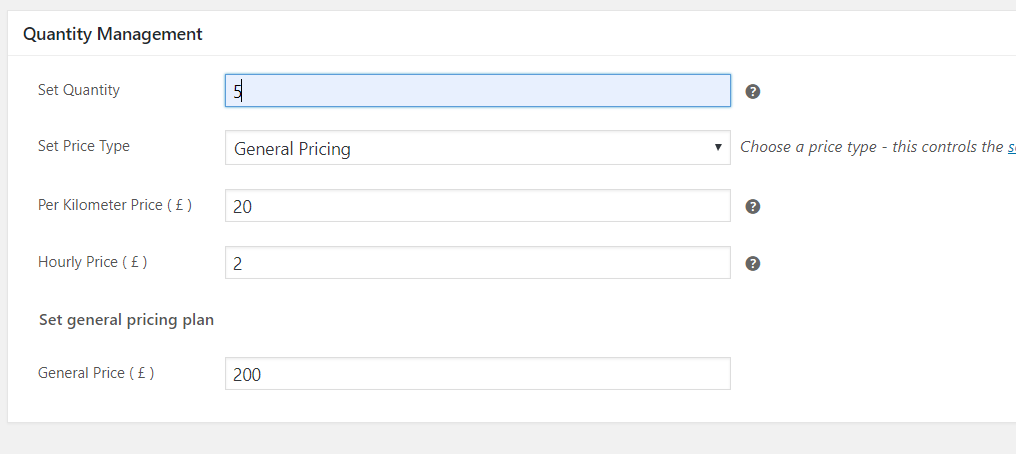 Quantity Management
Set Quantity 5 ?
Set Price Type General Pricing ▼ Choose a price type - this controls the
Per Kilometer Price ( £ ) 20 ?
Hourly Price ( £ ) 2 ?
Set general pricing plan
General Price ( £ ) 200